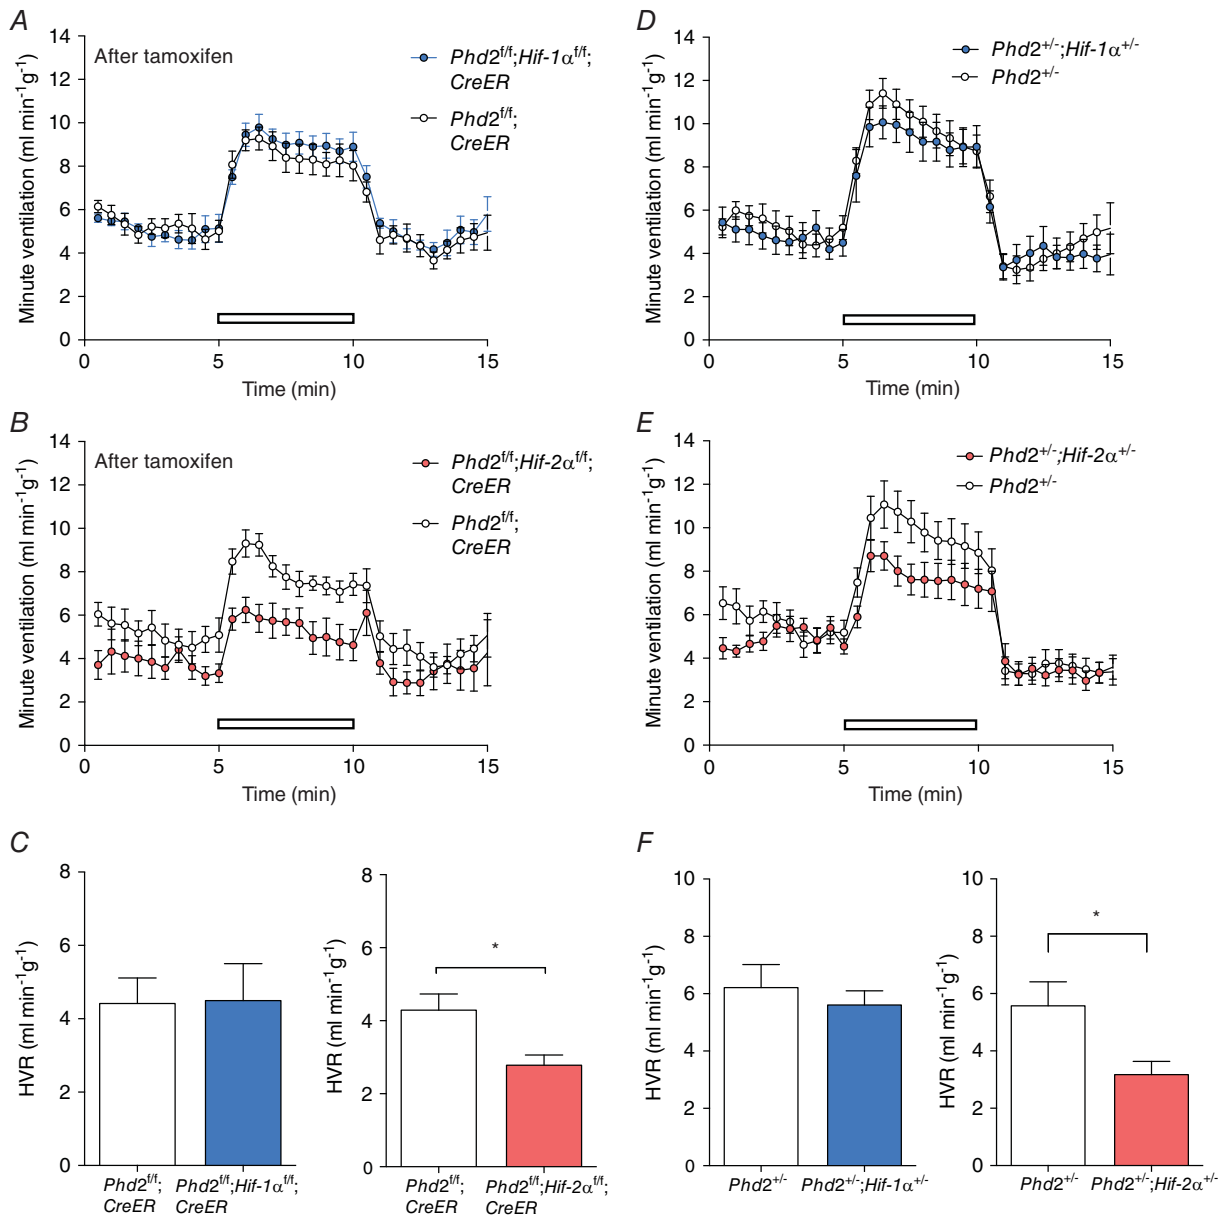 A
After tamoxifen
Phd2f/f;Hif-1αf/f;
CreER
Phd2f/f;
CreER
Minute ventilation (ml min-1g-1)
14
12
10
8
6
4
2
0
0 5 10 15
Time (min)
D
Phd2+/-;Hif-1α+/-
Phd2+/-
Minute ventilation (ml min-1g-1)
14
12
10
8
6
4
2
0
0 5 10 15
Time (min)
B
After tamoxifen
Phd2f/f;Hif-2αf/f;
CreER
Phd2f/f;
CreER
Minute ventilation (ml min-1g-1)
14
12
10
8
6
4
2
0
0 5 10 15
Time (min)
E
Phd2+/-;Hif-2α+/-
Phd2+/-
Minute ventilation (ml min-1g-1)
14
12
10
8
6
4
2
0
0 5 10 15
Time (min)
C
HVR (ml min-1g-1)
8
6
4
2
0
Phd2f/f; Phd2f/f;Hif-1αf/f;
CreER CreER
HVR (ml min-1g-1)
8
6
4
2
0
*
Phd2f/f; Phd2f/f;Hif-2αf/f;
CreER CreER
F
HVR (ml min-1g-1)
10
8
6
4
2
0
Phd2+/- Phd2+/-;Hif-1α+/-
HVR (ml min-1g-1)
10
8
6
4
2
0
*
Phd2+/- Phd2+/-;Hif-2α+/-